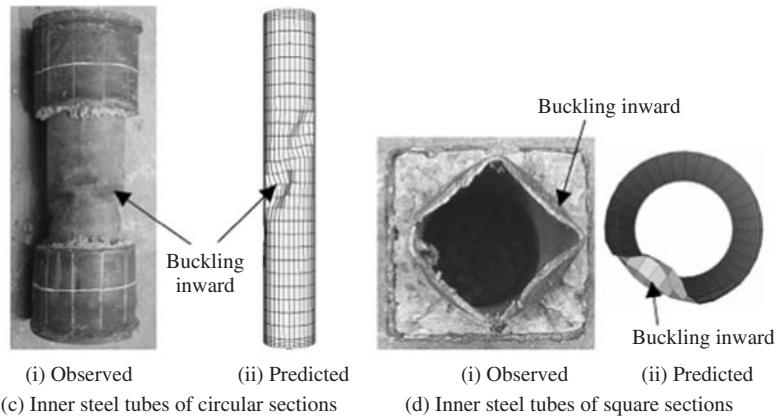 Buckling inward
Buckling
inward
Buckling inward
(i) Observed
(ii) Predicted
(i) Observed
(ii) Predicted
(c) Inner steel tubes of circular sections
(d) Inner steel tubes of square sections